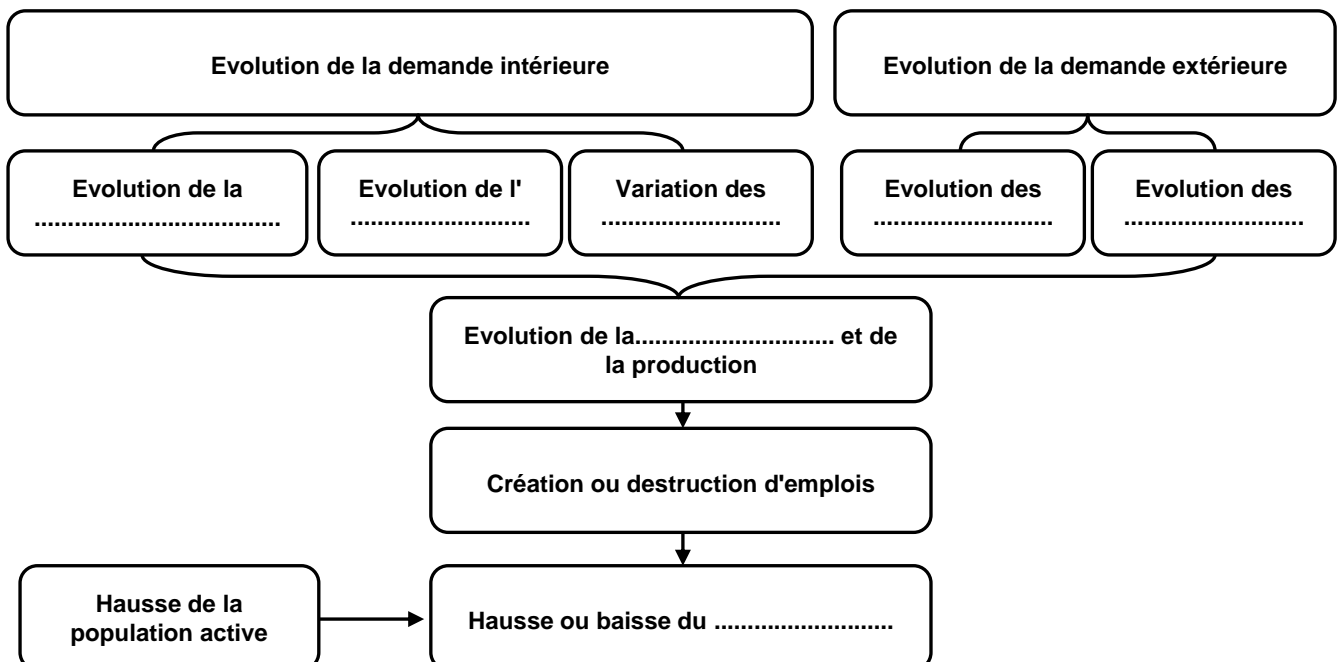 Evolution de la demande intérieure
Evolution de la demande extérieure
Evolution de la
.....................................
Evolution de l'
...........................
Variation des
...........................
Evolution des
...........................
Evolution des
...........................
Evolution de la.............................. et de
la production
Création ou destruction d'emplois
Hausse de la
population active
Hausse ou baisse du ...........................